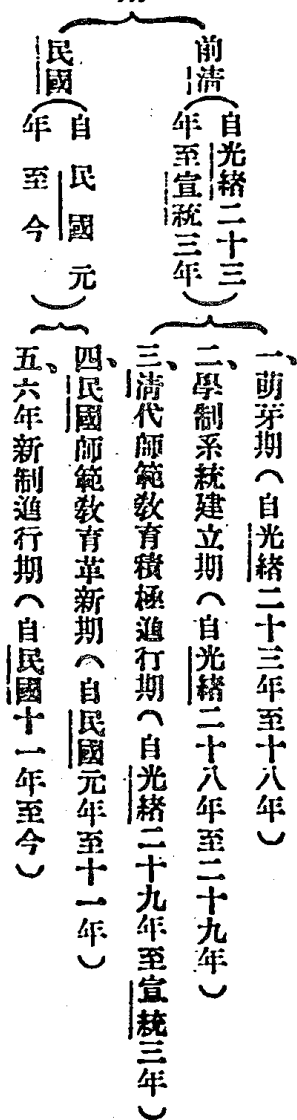 期
前清(自光緒二十三
年至宣統三年)
一、萌芽期(自光緒二十三年至十八年)
二、學制系統建立期(自光緒二十八年至二十九年)
三、清代師範敎育積極進行期(自光緒二十九年至宣統三年)
民國(自民國元
年至今)
四、民國師範敎育革新期(自民國元年至十一年)
五、六年新制進行期(自民國十一年至今)